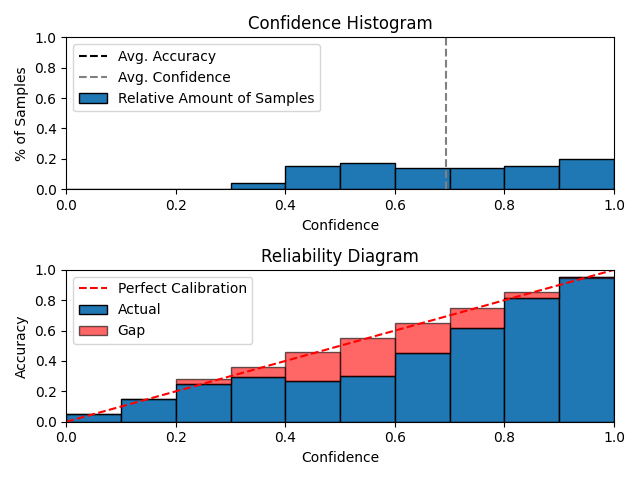 Confidence Histogram
1.0
0.8
0.6
0.4
0.2
0.0
% of Samples
Avg. Accuracy
Avg. Confidence
Relative Amount of Samples
0.0 0.2 0.4 0.6 0.8 1.0
Confidence
Reliability Diagram
1.0
0.8
0.6
0.4
0.2
0.0
Accuracy
Perfect Calibration
Actual
Gap
0.0 0.2 0.4 0.6 0.8 1.0
Confidence